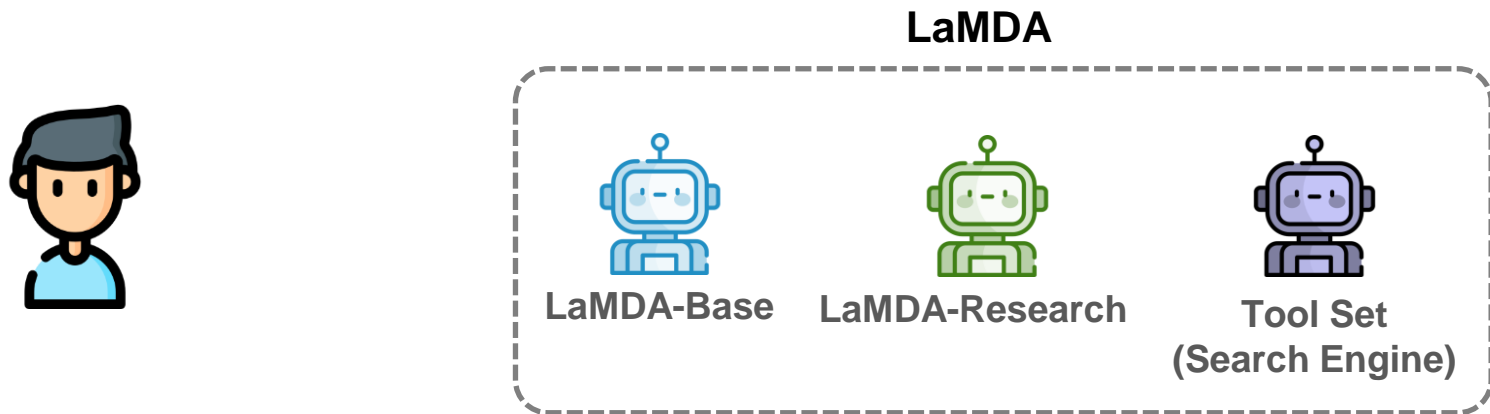 LaMDA
LaMDA-Base
LaMDA-Research
Tool Set
(Search Engine)